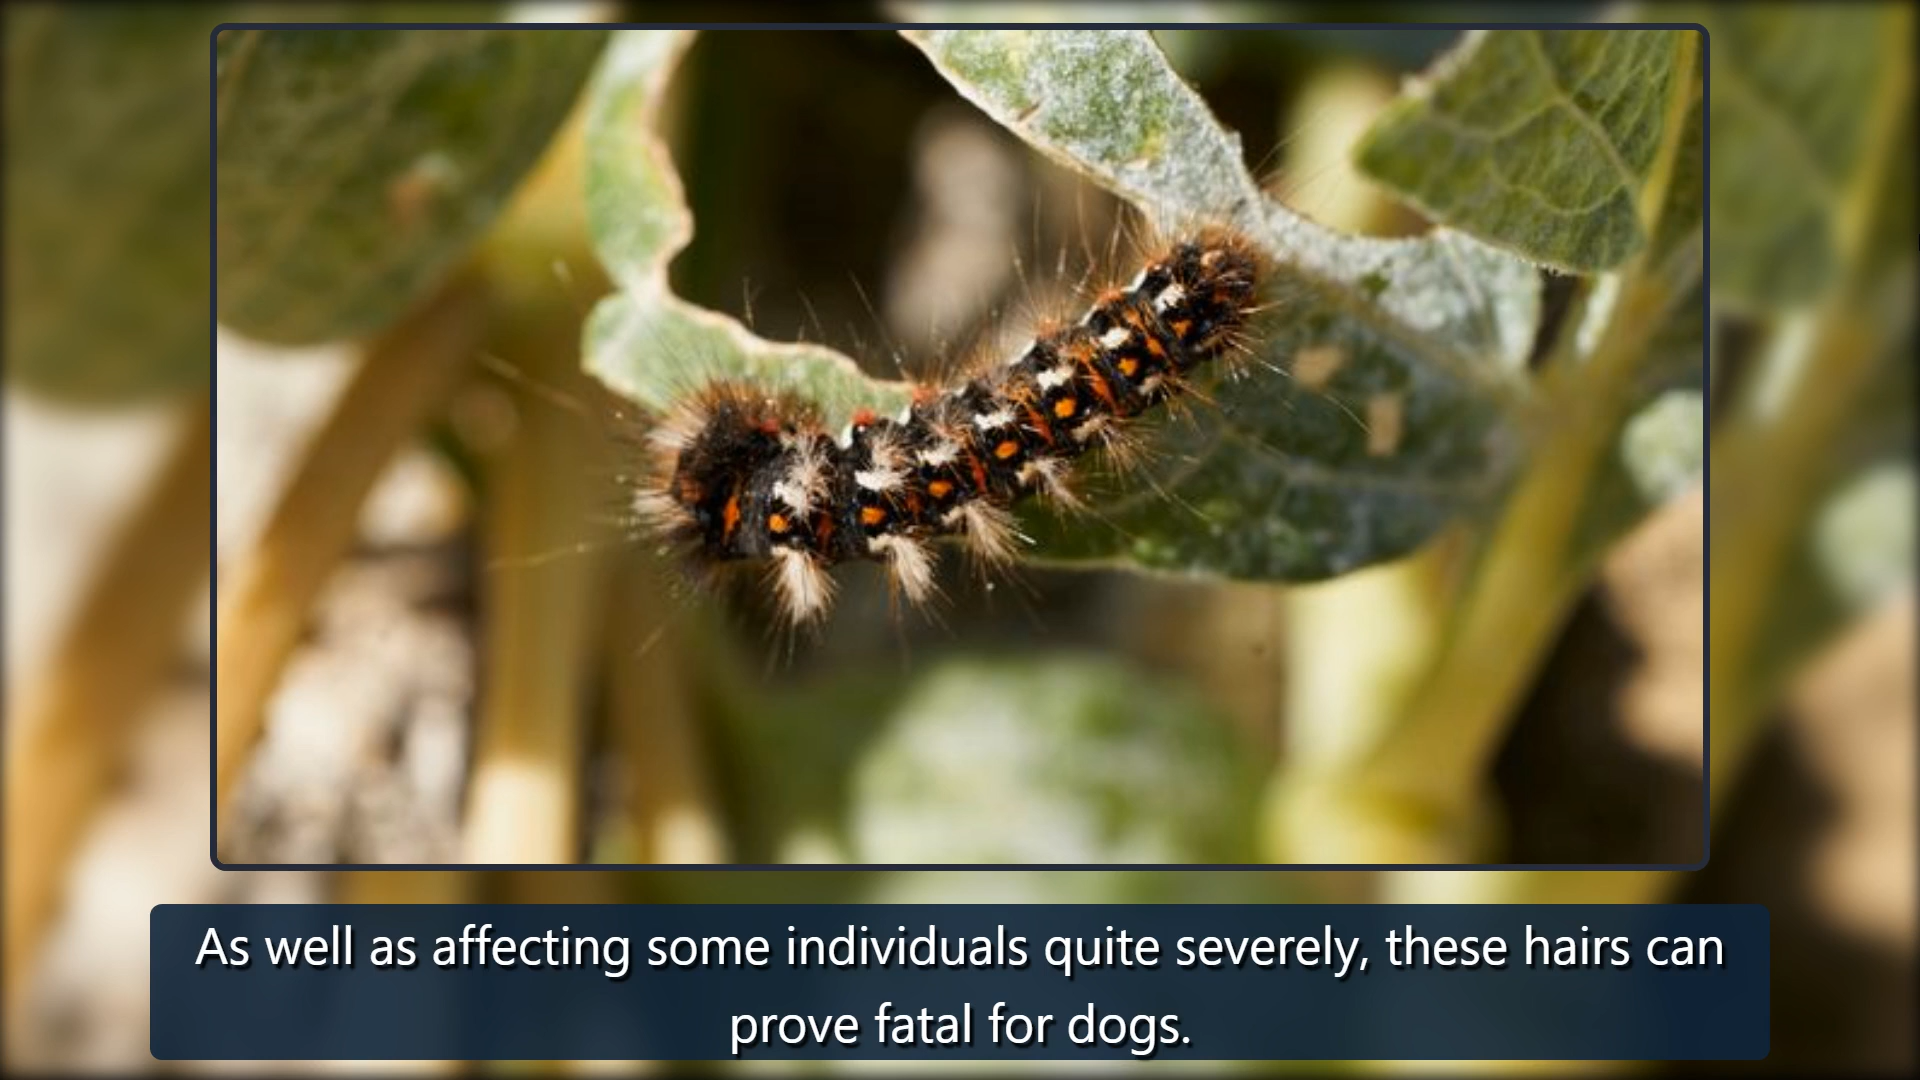 As well as affecting some individuals quite severely, these hairs can
prove fatal for dogs.